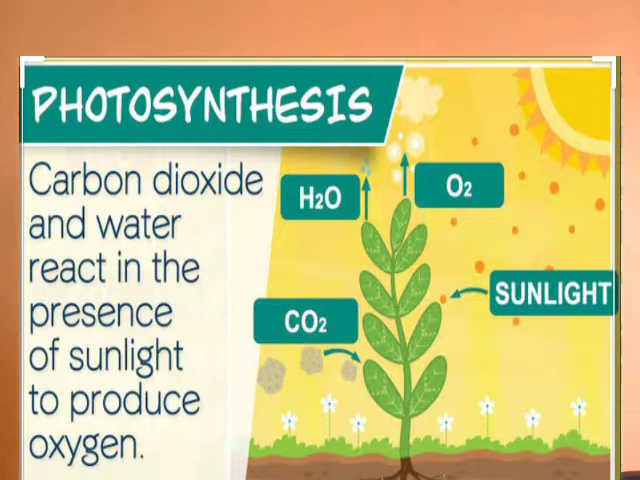 PHOTOSYNTHESIS
Carbon dioxide
and water
react in the
presence
of sunlight
to produce
oxygen.
H2O
O2
SUNLIGHT
CO2